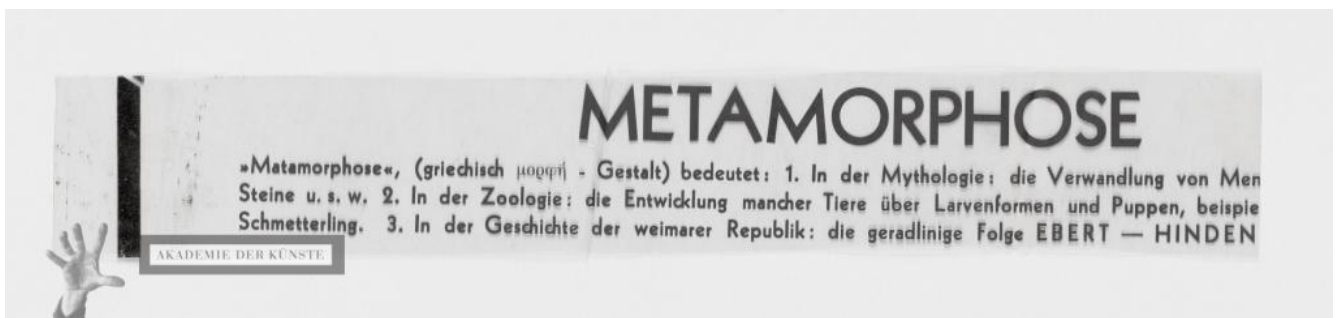 METAMORPHOSE
»Matamorphose«, (griechisch μορφή - Gestalt) bedeutet: 1. In der Mythologie: die Verwandlung von Men
Steine u. s. w. 2. In der Zoologie: die Entwicklung mancher Tiere über Larvenformen und Puppen, beispie
Schmetterling. 3. In der Geschichte der weimarer Republik: die geradlinige Folge EBERT — HINDEN
AKADEMIE DER KÜNSTE